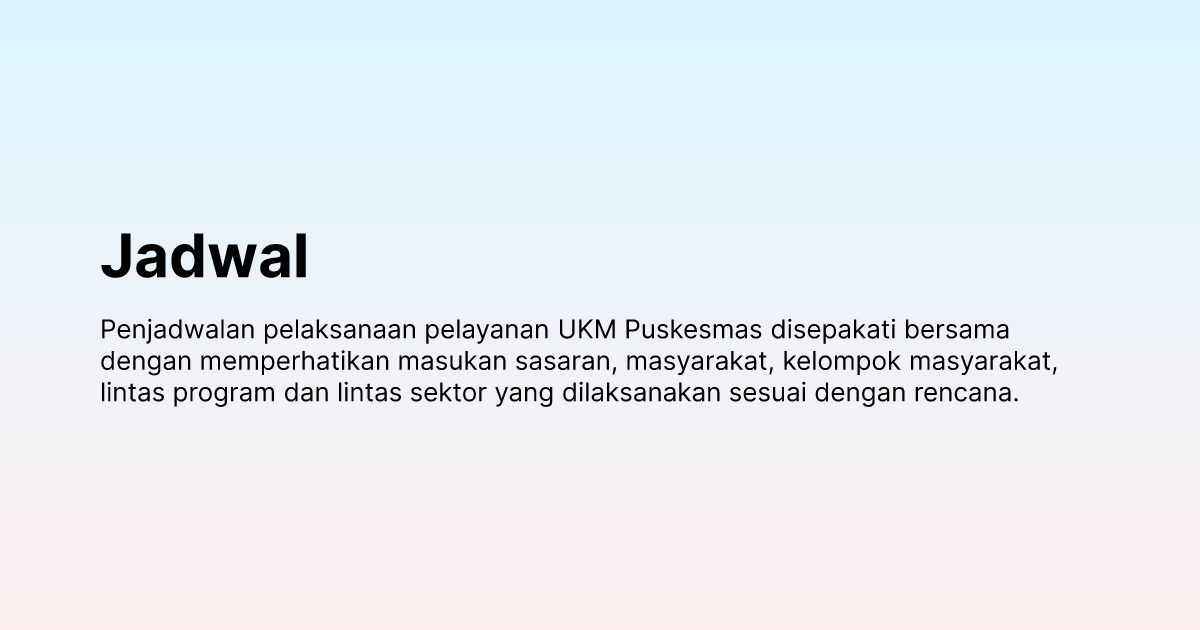 Jadwal
Penjadwalan pelaksanaan pelayanan UKM Puskesmas disepakati bersama
dengan memperhatikan masukan sasaran, masyarakat, kelompok masyarakat,
lintas program dan lintas sektor yang dilaksanakan sesuai dengan rencana.